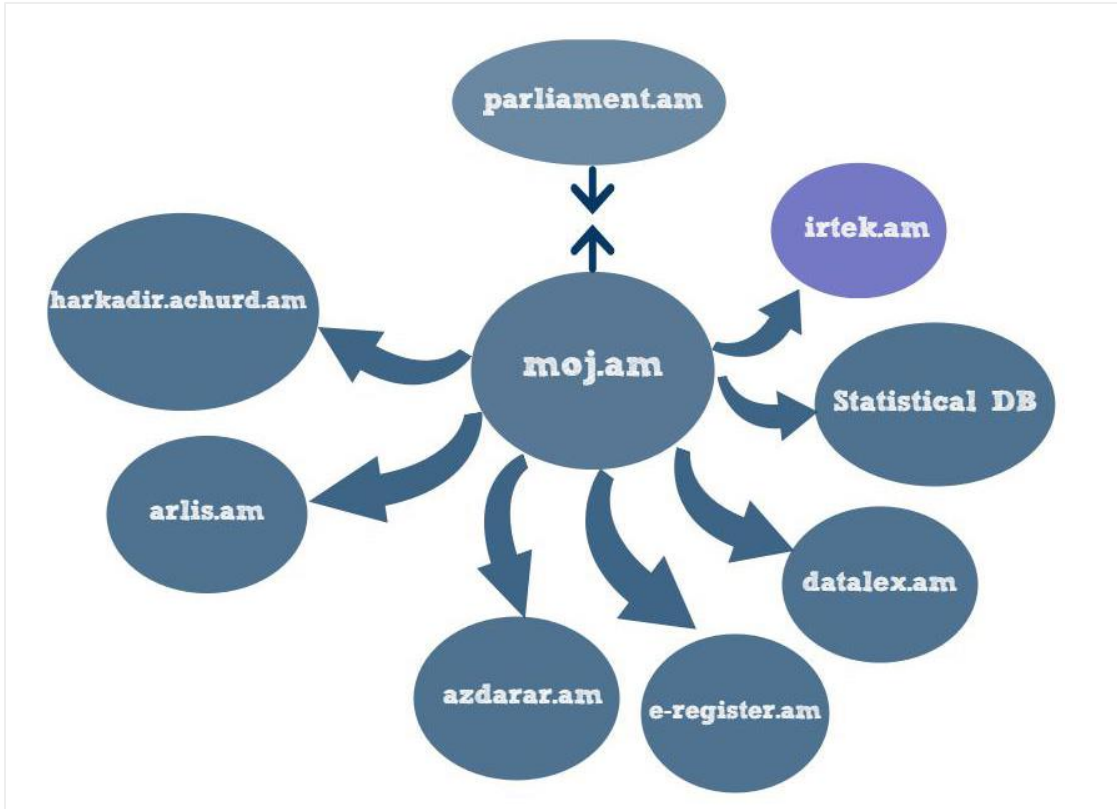 parliament.am
irtek.am
harkadir.achurd.am
moj.am
Statistical DB
arlis.am
datalex.am
azdarar.am
e-register.am